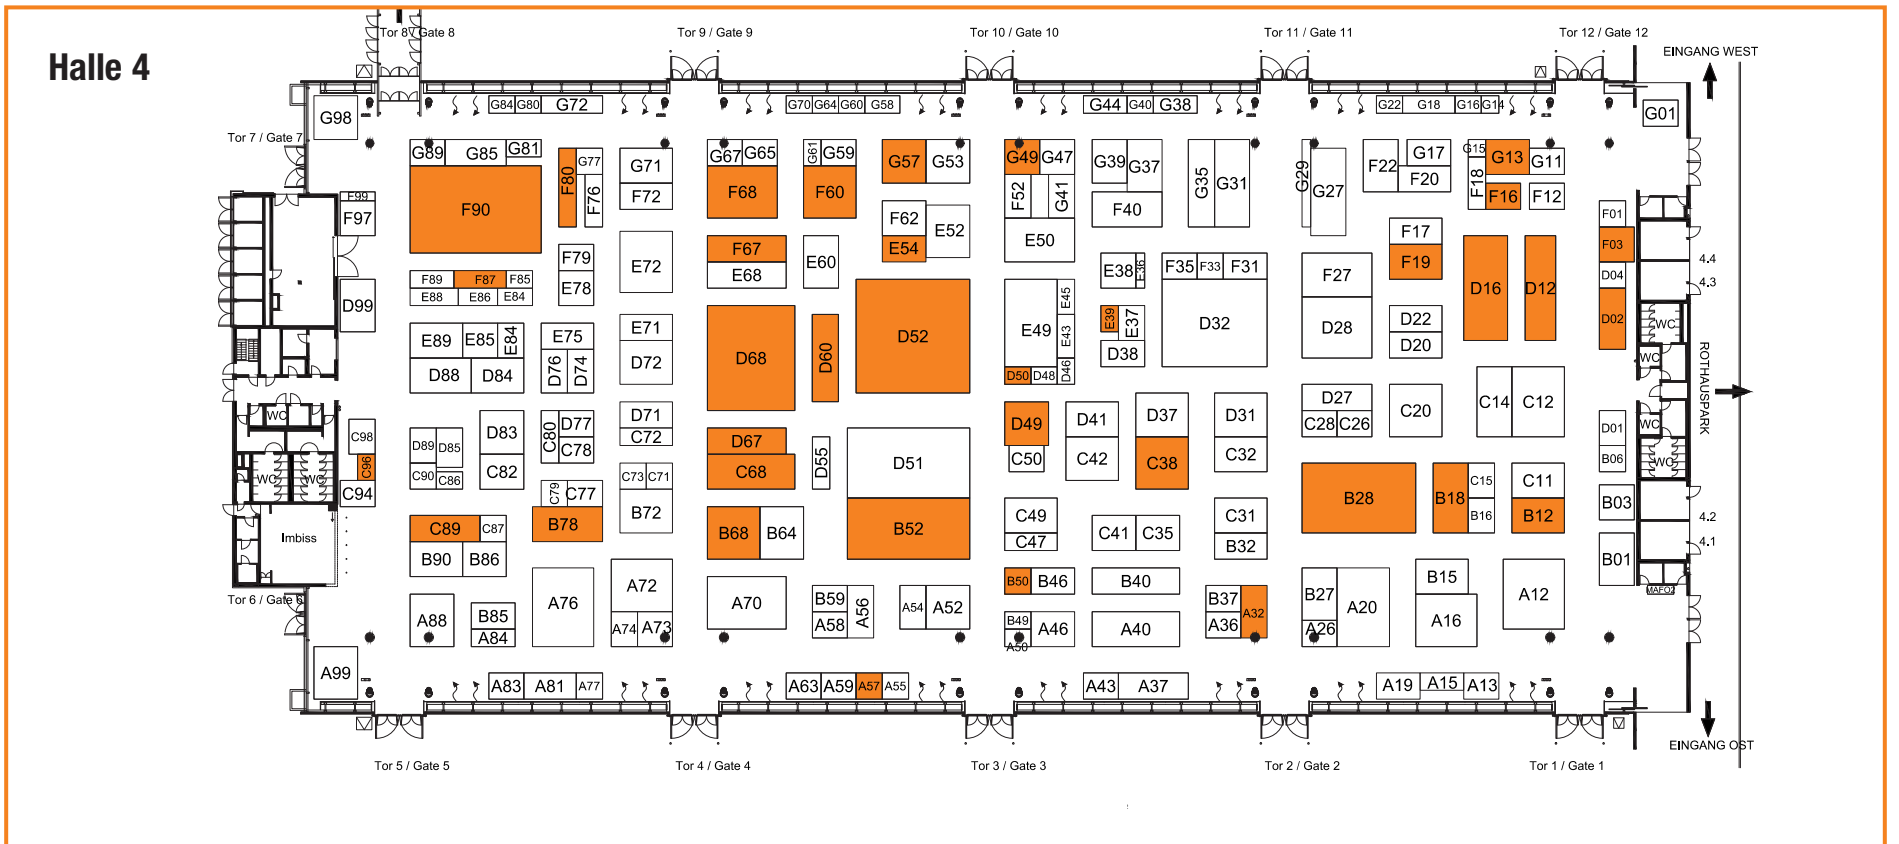 Tor 8 / Gate 8
Tor 9 / Gate 9
Tor 10 / Gate 10
Tor 11 / Gate 11
Tor 12 / Gate 12
EINGANG WEST
Halle 4
G98
G84 G80 G72
G70 G64 G60 G58
G44 G40 G38
G22 G18 G16 G14
G01
Tor 7 / Gate 7
G89 G85 G81
G77
G71
G67 G65
G61 G59
G57 G53
G49 G47
G39 G37
G35 G31
G29 G27
F22 G17
G15
G13 G11
F99
F97
F90
F80
F76
F72
F68
F60
F62
E52
F52 G41
F40
F20
F18
F16 F12
F01
F03
F79
E72
F67
E68
E60
E54
E50
F17
F19
D16 D12
D04
4.4
4.3
D99
F89 F87 F85
E88 E86 E84
E78
E38 E36
F35 F33 F31
F27
D02
WC
E89 E85 E84
E75
E71
D68
D60
D52
E49
E45
E43
D46
E39 E37
D38
D32
D28
D22
D20
WC
ROTHAUSPARK
D88 D84
D76 D74
D72
D50 D48
WC
C98
D89 D85
D83
C80
D77
C78
D71
C72
D67
C68
D55
D51
D49
C50
D41
C42
D37
C38
D31
C32
D27
C28 C26
C20
C14 C12
D01
B06
WC
WC
WC WC
C96
C94
C90 C86
C82
C79 C77
C73 C71
B28
B18
C15
B16
C11
B12
B03
4.2
4.1
Imbiss
C89 C87
B78
B72
B68 B64
B52
C49
C47
C41 C35
C31
B32
B90 B86
B01
Tor 6 / Gate 6
A88
B85
A84
A76
A72
A74 A73
A70
B59
A58
A56
A54 A52
B50 B46
B49
A46
A50
B40
A40
B37
A36
A32
B27
A26
A20
B15
A16
A12
MAFO2
A99
A83 A81 A77
A63 A59 A57 A55
A43 A37
A19 A15 A13
EINGANG OST
Tor 5 / Gate 5
Tor 4 / Gate 4
Tor 3 / Gate 3
Tor 2 / Gate 2
Tor 1 / Gate 1